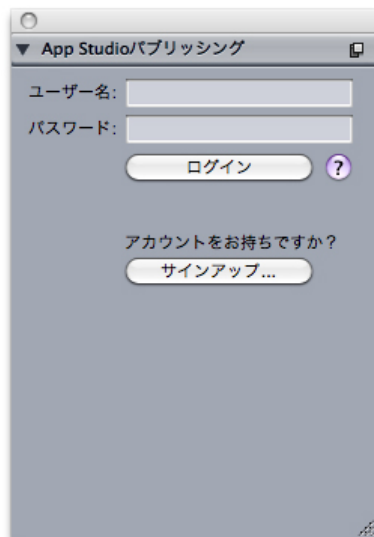 App Studioパブリッシング
ユーザー名:
パスワード:
ログイン
?
アカウントをお持ちですか？
サインアップ...